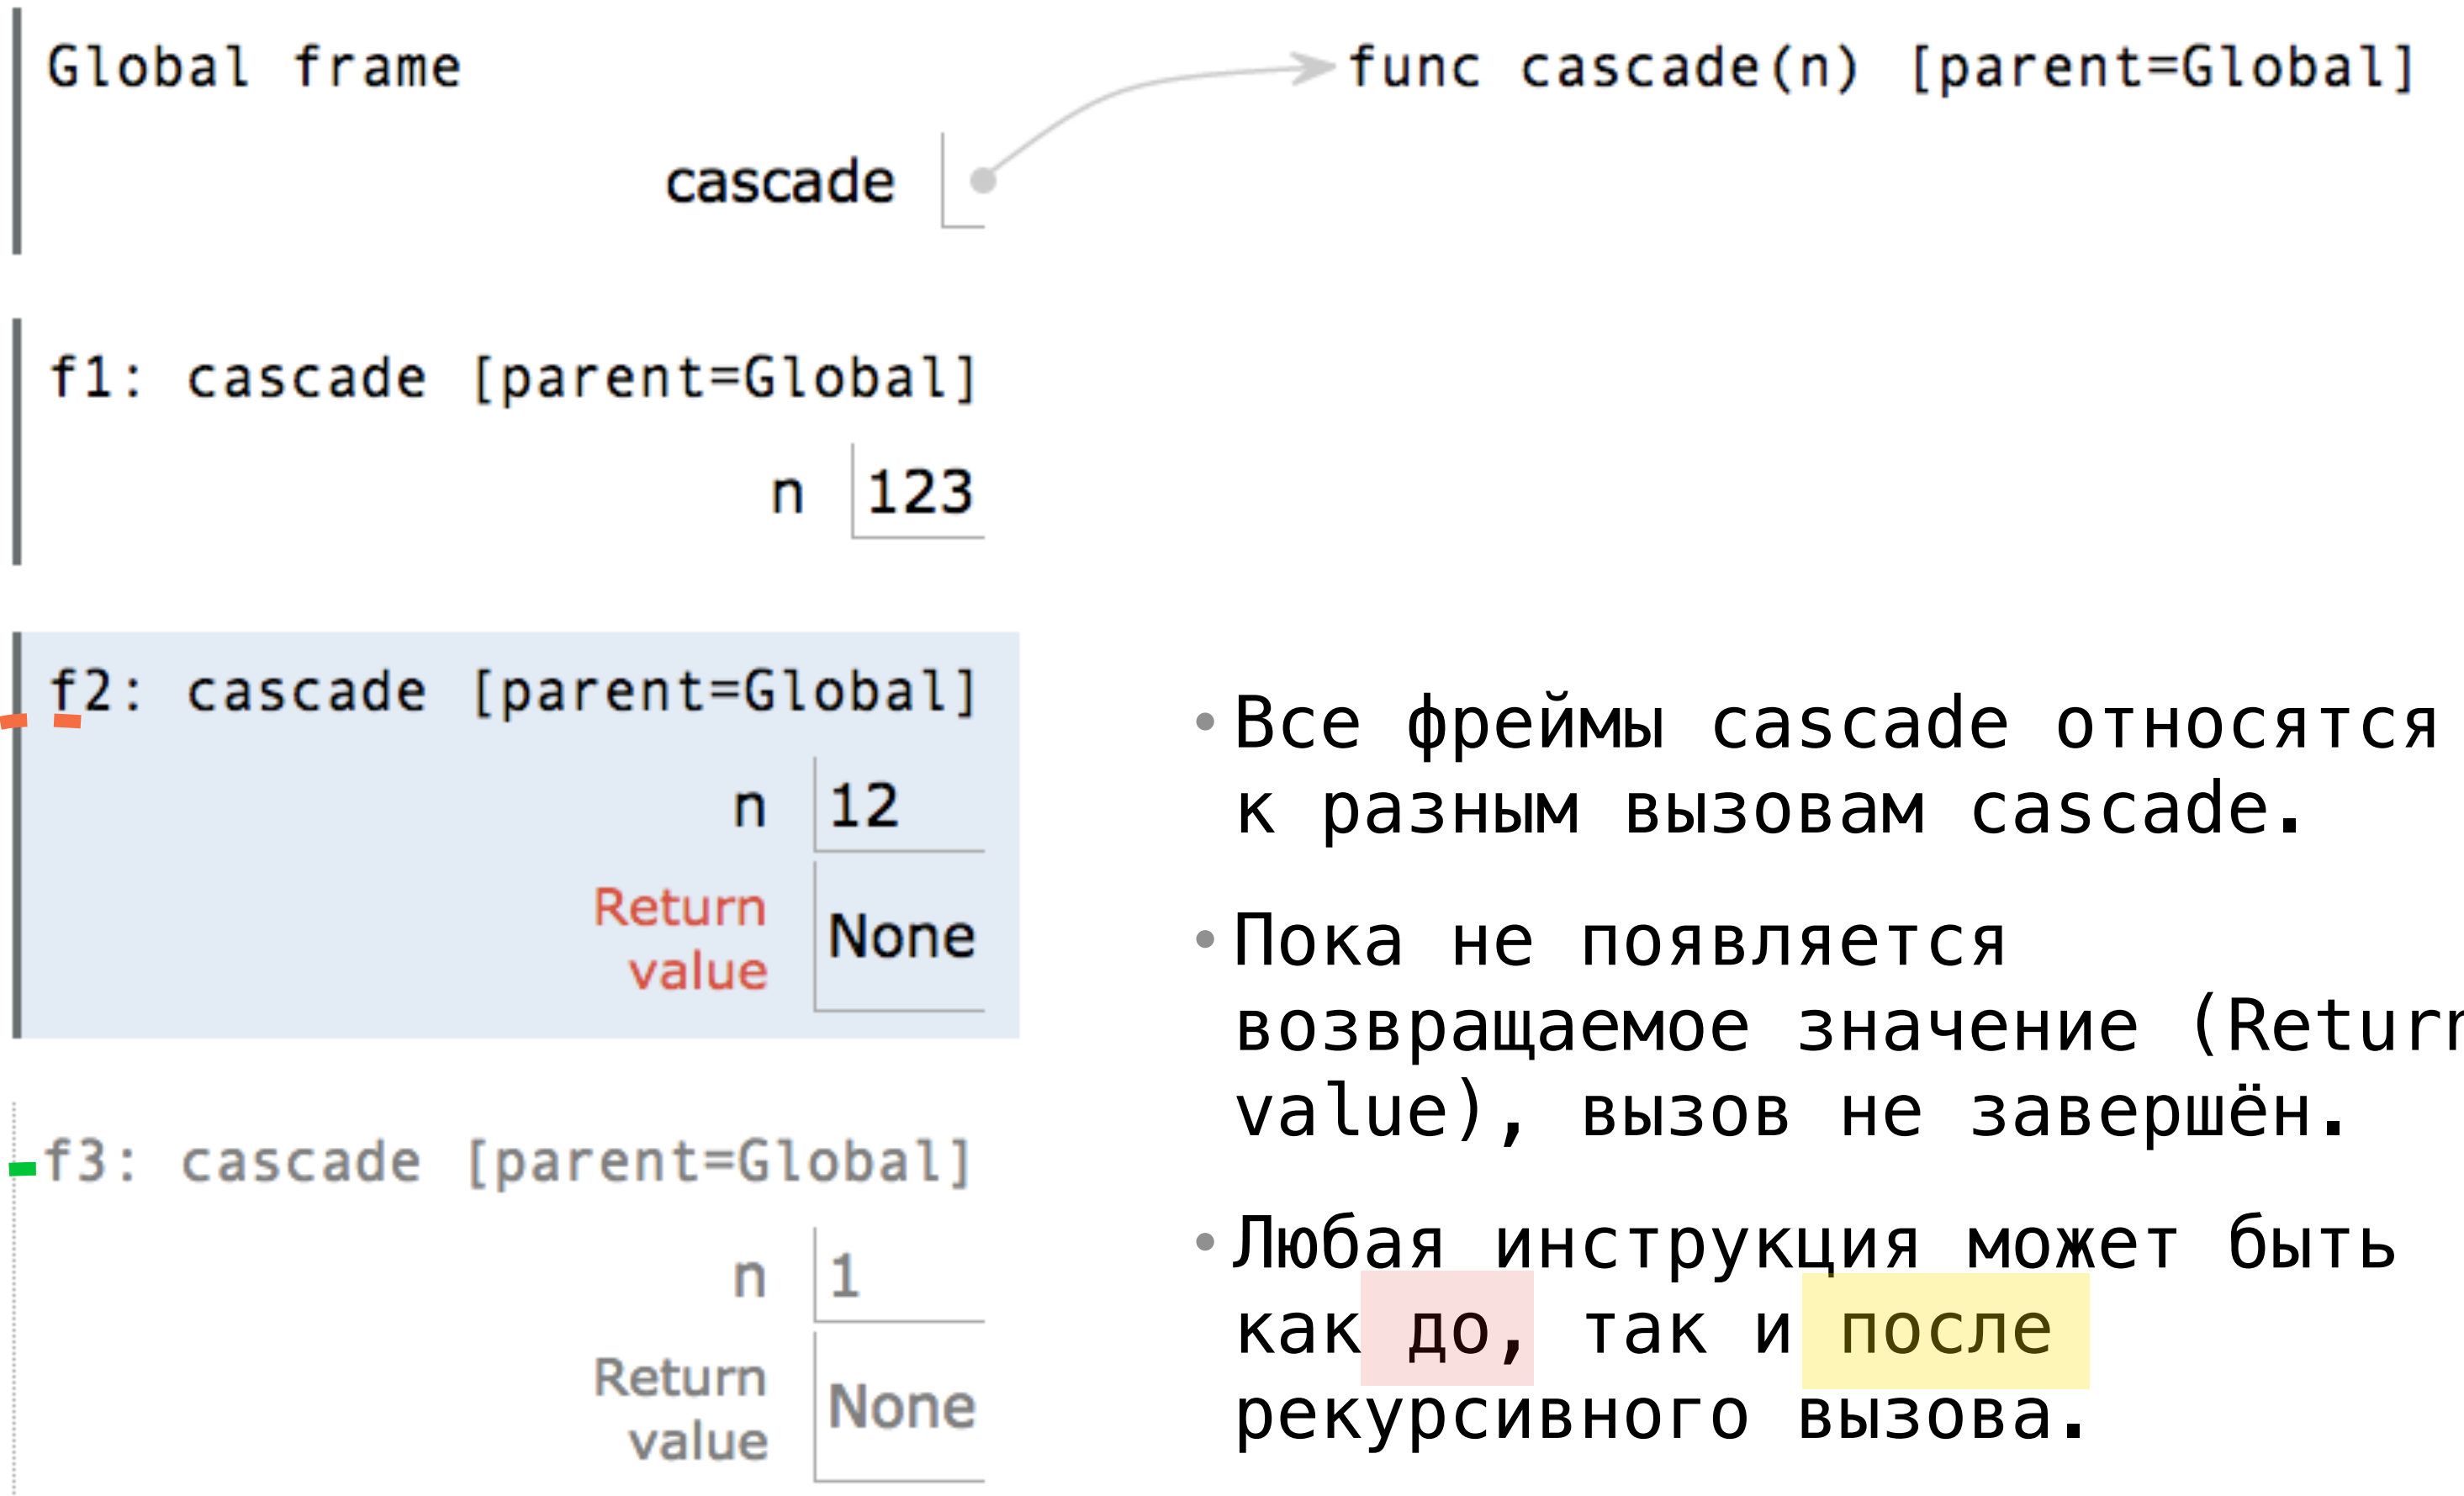 Global frame
func cascade(n) [parent=Global]
cascade
f1: cascade [parent=Global]
n 123
f2: cascade [parent=Global]
n 12
Return
value
None
f3: cascade [parent=Global]
n 1
Return
value
None
• Все фреймы cascade относятся
к разным вызовам cascade.
• Пока не появляется
возвращаемое значение (Return
value), вызов не завершён.
• Любая инструкция может быть
как до, так и после
рекурсивного вызова.